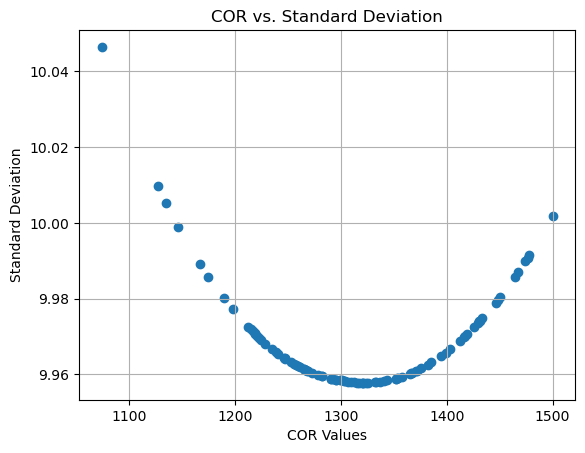 COR vs. Standard Deviation
10.04
10.02
10.00
9.98
9.96
Standard Deviation
1100 1200 1300 1400 1500
COR Values